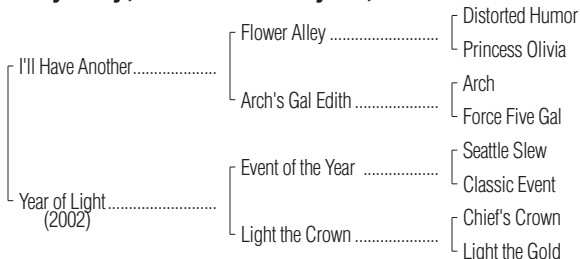 Distorted Humor
Flower Alley ........................
Princess Olivia
I'll Have Another....................
Arch
Arch's Gal Edith ....................
Force Five Gal
Seattle Slew
Event of the Year ..................
Classic Event
Year of Light..........................
(2002)
Chief's Crown
Light the Crown ....................
Light the Gold